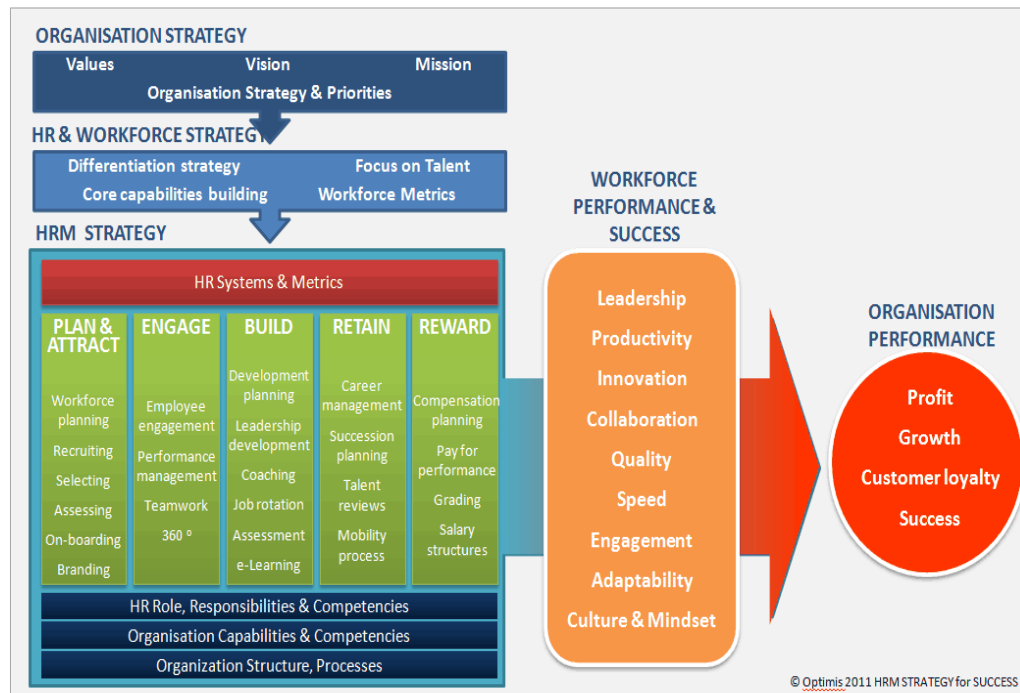 ORGANISATION STRATEGY
Values Vision Mission
Organisation Strategy & Priorities
HR & WORKFORCE STRATEGY
Differentiation strategy Focus on Talent
Core capabilities building Workforce Metrics
HRM STRATEGY
HR Systems & Metrics
PLAN &
ATTRACT
Workforce
planning
Recruiting
Selecting
Assessing
On-boarding
Branding
ENGAGE
Employee
engagement
Performance
management
Teamwork
360 º
BUILD
Development
planning
Leadership
development
Coaching
Job rotation
Assessment
e-Learning
RETAIN
Career
management
Succession
planning
Talent
reviews
Mobility
process
REWARD
Compensation
planning
Pay for
performance
Grading
Salary
structures
HR Role, Responsibilities & Competencies
Organisation Capabilities & Competencies
Organization Structure, Processes
WORKFORCE
PERFORMANCE &
SUCCESS
Leadership
Productivity
Innovation
Collaboration
Quality
Speed
Engagement
Adaptability
Culture & Mindset
ORGANISATION
PERFORMANCE
Profit
Growth
Customer loyalty
Success
© Optimis 2011 HRM STRATEGY for SUCCESS